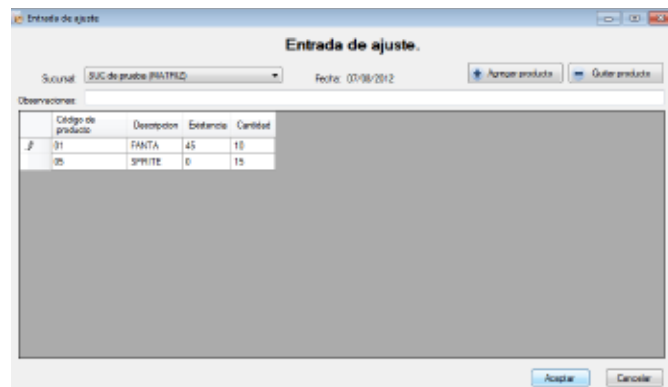 Entrada de ajuste
Entrada de ajuste.
Sucursal: SUC de prueba (MATRIZ) Fecha: 07/08/2012 Agregar producto Quitar producto
Observaciones:
Código de producto Descripcion Existencia Cantidad
01 FANTA 45 10
05 SPRITE 0 15
Aceptar Cancelar